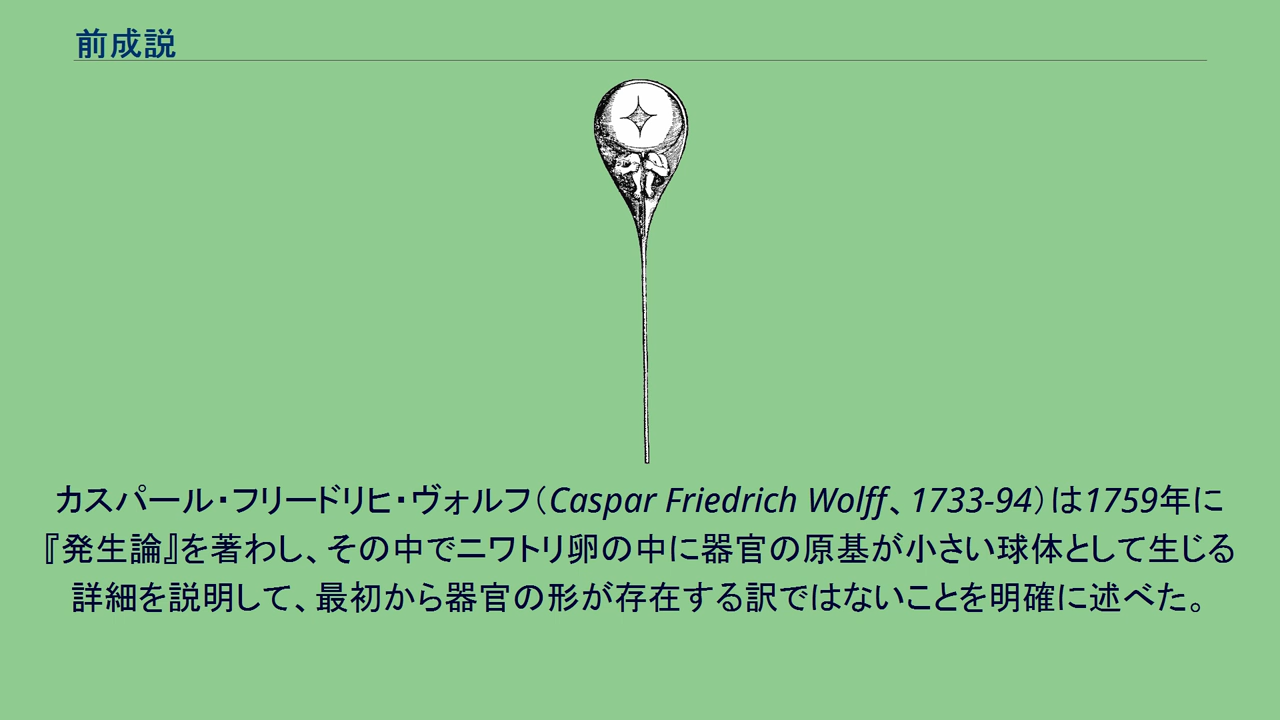 前成説
カスパール・フリードリヒ・ヴォルフ（Caspar Friedrich Wolff、1733-94）は1759年に
『発生論』を著わし、その中でニワトリ卵の中に器官の原基が小さい球体として生じる
詳細を説明して、最初から器官の形が存在する訳ではないことを明確に述べた。